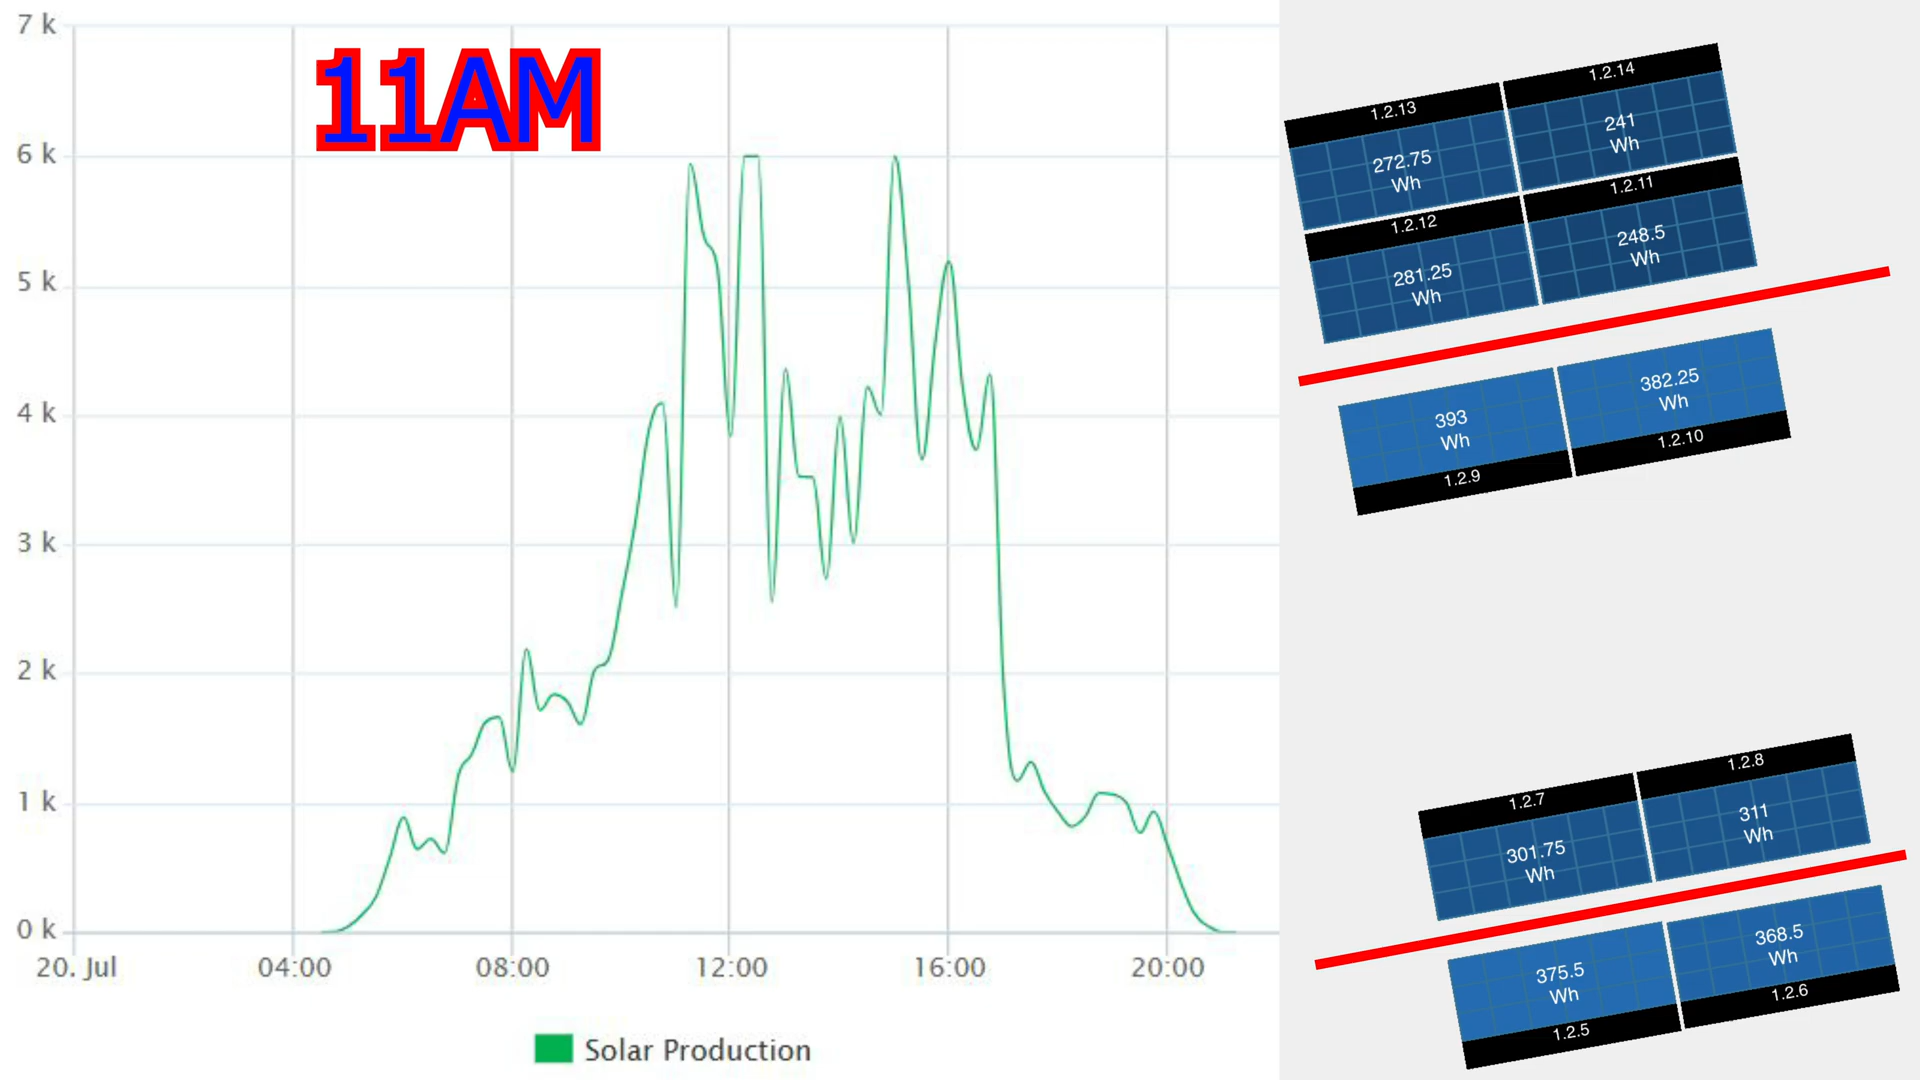 7 k
11AM
6 k
5 k
4 k
3 k
2 k
1 k
0 k
20. Jul
04:00
08:00
12:00
16:00
20:00
Solar Production
1.2.13
1.2.14
272.75
Wh
241
Wh
1.2.12
1.2.11
281.25
Wh
248.5
Wh
393
Wh
382.25
Wh
1.2.9
1.2.10
1.2.7
1.2.8
301.75
Wh
311
Wh
375.5
Wh
368.5
Wh
1.2.5
1.2.6